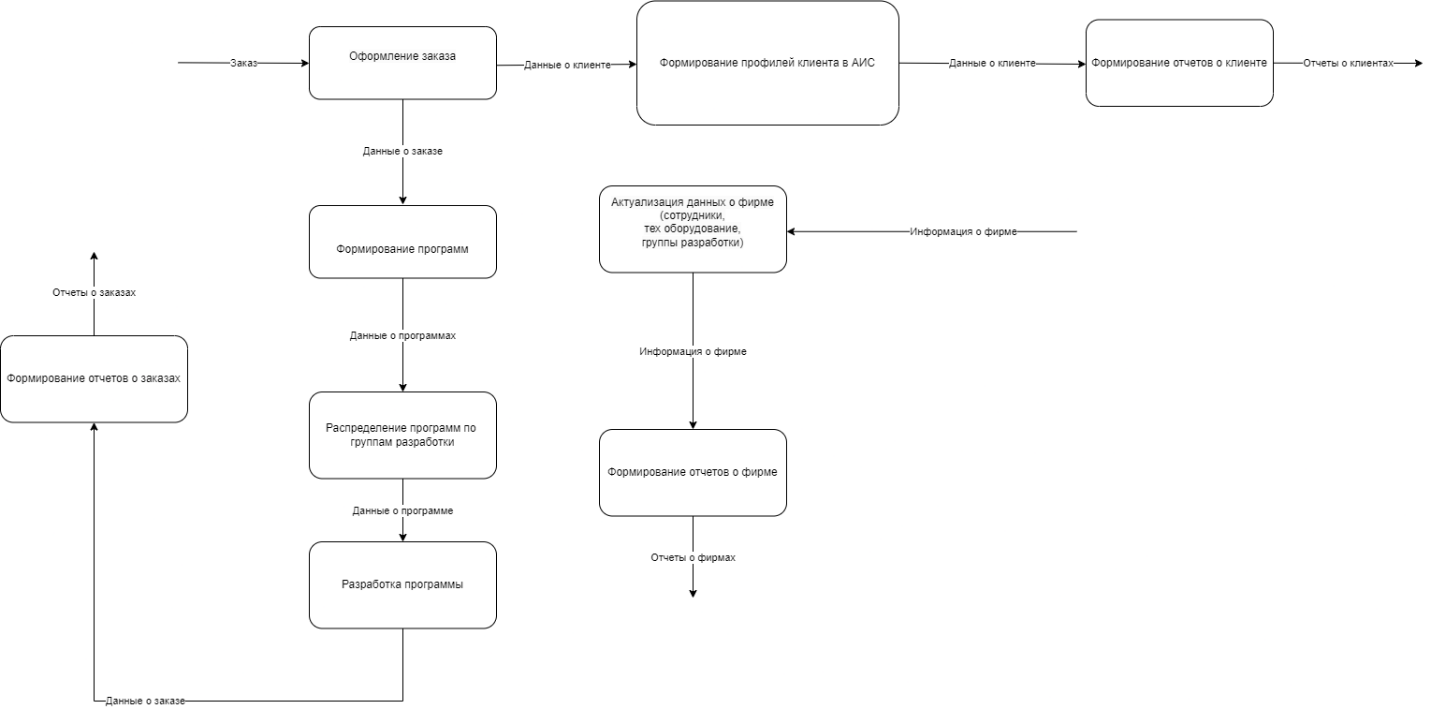 Заказ
Оформление заказа
Данные о клиенте
Формирование профилей клиента в АИС
Данные о клиенте
Формирование отчетов о клиенте
Отчеты о клиентах
Данные о заказе
Формирование программ
Данные о программах
Распределение программ по
группам разработки
Данные о программе
Разработка программы
Данные о заказе
Формирование отчетов о заказах
Отчеты о заказах
Информация о фирме
Актуализация данных о фирме
(сотрудники,
тех оборудование,
группы разработки)
Информация о фирме
Формирование отчетов о фирме
Отчеты о фирмах